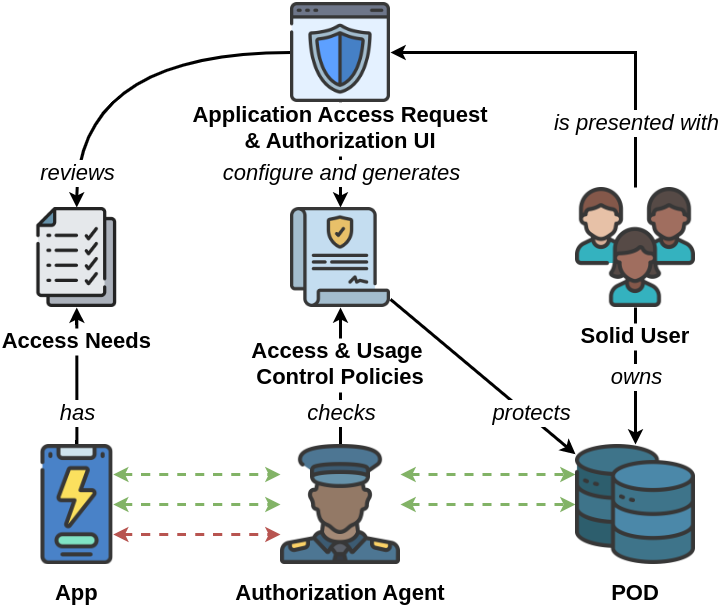 Application Access Request
& Authorization UI
is presented with
reviews
configure and generates
Access Needs
Access & Usage
Control Policies
Solid User
has
checks
protects
owns
App
Authorization Agent
POD